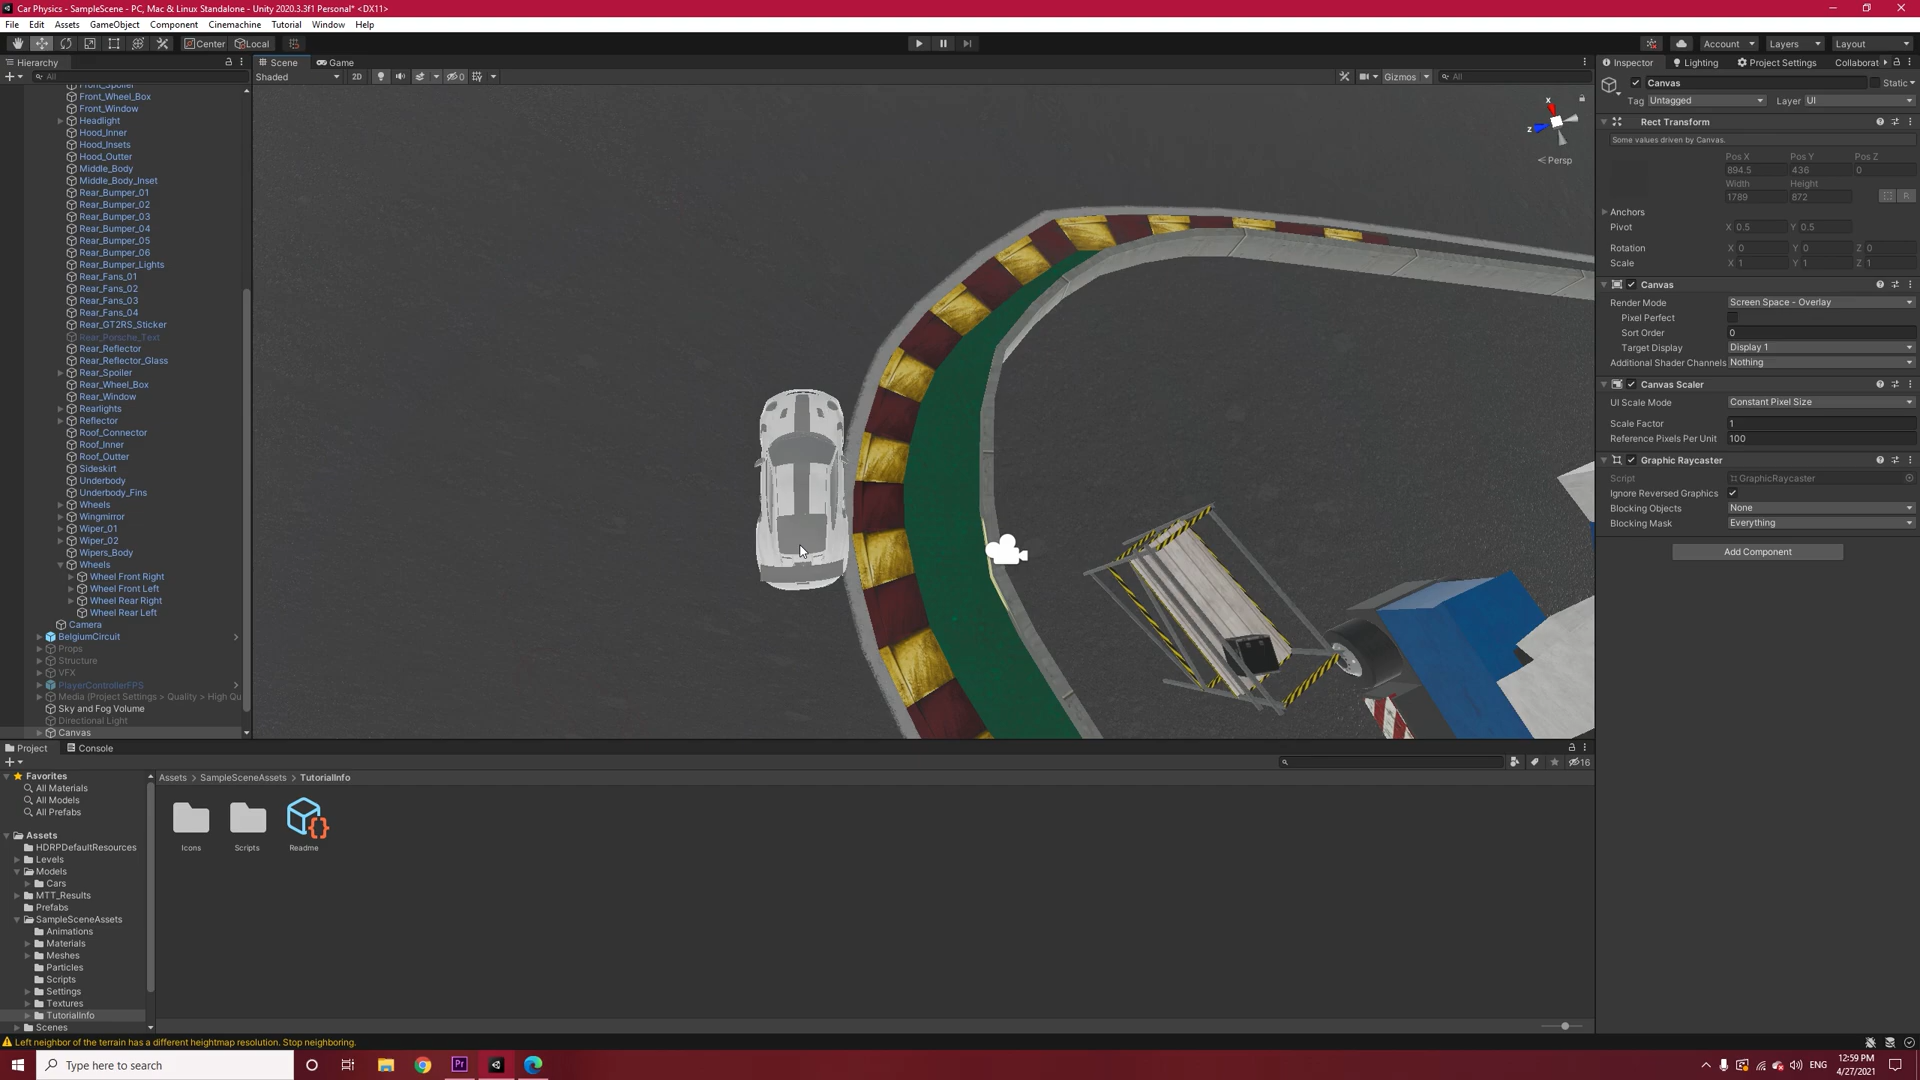 Car Physics - SampleScene - PC, Mac & Linux Standalone - Unity 2020.3.3f1 Personal* <DX11>
File Edit Assets GameObject Component Cinemachine Tutorial Window Help
Center Local Account Layers Layout
Hierarchy
All
Front_Spoiler
Front_Wheel_Box
Front_Window
Headlight
Hood_Inner
Hood_Insets
Hood_Outter
Middle_Body
Middle_Body_Inset
Rear_Bumper_01
Rear_Bumper_02
Rear_Bumper_03
Rear_Bumper_04
Rear_Bumper_05
Rear_Bumper_06
Rear_Bumper_Lights
Rear_Fans_01
Rear_Fans_02
Rear_Fans_03
Rear_Fans_04
Rear_GT2RS_Sticker
Rear_Porsche_Text
Rear_Reflector
Rear_Reflector_Glass
Rear_Spoiler
Rear_Wheel_Box
Rear_Window
Rearlights
Reflector
Roof_Connector
Roof_Inner
Roof_Outter
Sideskirt
Underbody
Underbody_Fins
Wheels
Wingmirror
Wiper_01
Wiper_02
Wipers_Body
Wheels
Wheel Front Right
Wheel Front Left
Wheel Rear Right
Wheel Rear Left
Camera
BelgiumCircuit
Props
Structure
VFX
PlayerControllerFPS
Media (Project Settings > Quality > High Qu
Sky and Fog Volume
Directional Light
Canvas
Scene Game
Shaded 2D 0 Gizmos All
x
z
Persp
Inspector Lighting Project Settings Collaborat
Canvas Static
Tag Untagged Layer UI
Rect Transform
Some values driven by Canvas.
Pos X Pos Y Pos Z
894.5 436 0
Width Height
1789 872 R
Anchors
Pivot X 0.5 Y 0.5
Rotation X 0 Y 0 Z 0
Scale X 1 Y 1 Z 1
Canvas
Render Mode Screen Space - Overlay
Pixel Perfect
Sort Order 0
Target Display Display 1
Additional Shader Channels Nothing
Canvas Scaler
UI Scale Mode Constant Pixel Size
Scale Factor 1
Reference Pixels Per Unit 100
Graphic Raycaster
Script GraphicRaycaster
Ignore Reversed Graphics
Blocking Objects None
Blocking Mask Everything
Add Component
Project Console
16
Favorites
All Materials
All Models
All Prefabs
Assets
HDRPDefaultResources
Levels
Models
Cars
MTT_Results
Prefabs
SampleSceneAssets
Animations
Materials
Meshes
Particles
Scripts
Settings
Textures
TutorialInfo
Scenes
Assets > SampleSceneAssets > TutorialInfo
Icons Scripts Readme
Left neighbor of the terrain has a different heightmap resolution. Stop neighboring.
Type here to search
Pr
ENG
12:59 PM
4/27/2021